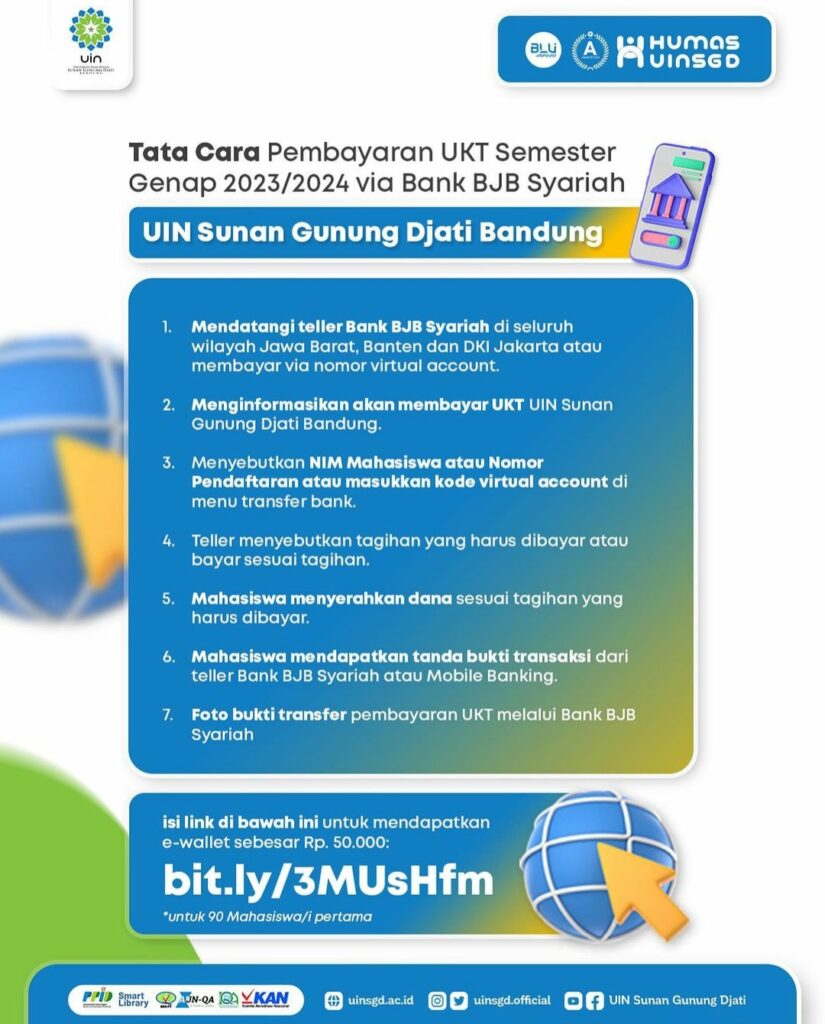 uin
SUNAN GUNUNG DJATI
BANDUNG
BLU
A
HUMAS
UINSGD
Tata Cara Pembayaran UKT Semester
Genap 2023/2024 via Bank BJB Syariah
UIN Sunan Gunung Djati Bandung
1. Mendatangi teller Bank BJB Syariah di seluruh
wilayah Jawa Barat, Banten dan DKI Jakarta atau
membayar via nomor virtual account.
2. Menginformasikan akan membayar UKT UIN Sunan
Gunung Djati Bandung.
3. Menyebutkan NIM Mahasiswa atau Nomor
Pendaftaran atau masukkan kode virtual account di
menu transfer bank.
4. Teller menyebutkan tagihan yang harus dibayar atau
bayar sesuai tagihan.
5. Mahasiswa menyerahkan dana sesuai tagihan yang
harus dibayar.
6. Mahasiswa mendapatkan tanda bukti transaksi dari
teller Bank BJB Syariah atau Mobile Banking.
7. Foto bukti transfer pembayaran UKT melalui Bank BJB
Syariah
isi link di bawah ini untuk mendapatkan
e-wallet sebesar Rp. 50.000:
bit.ly/3MUsHfm
*untuk 90 Mahasiswa/i pertama
PPID Smart Library AUN-QA KAN uinsgd.ac.id uinsgd.official UIN Sunan Gunung Djati